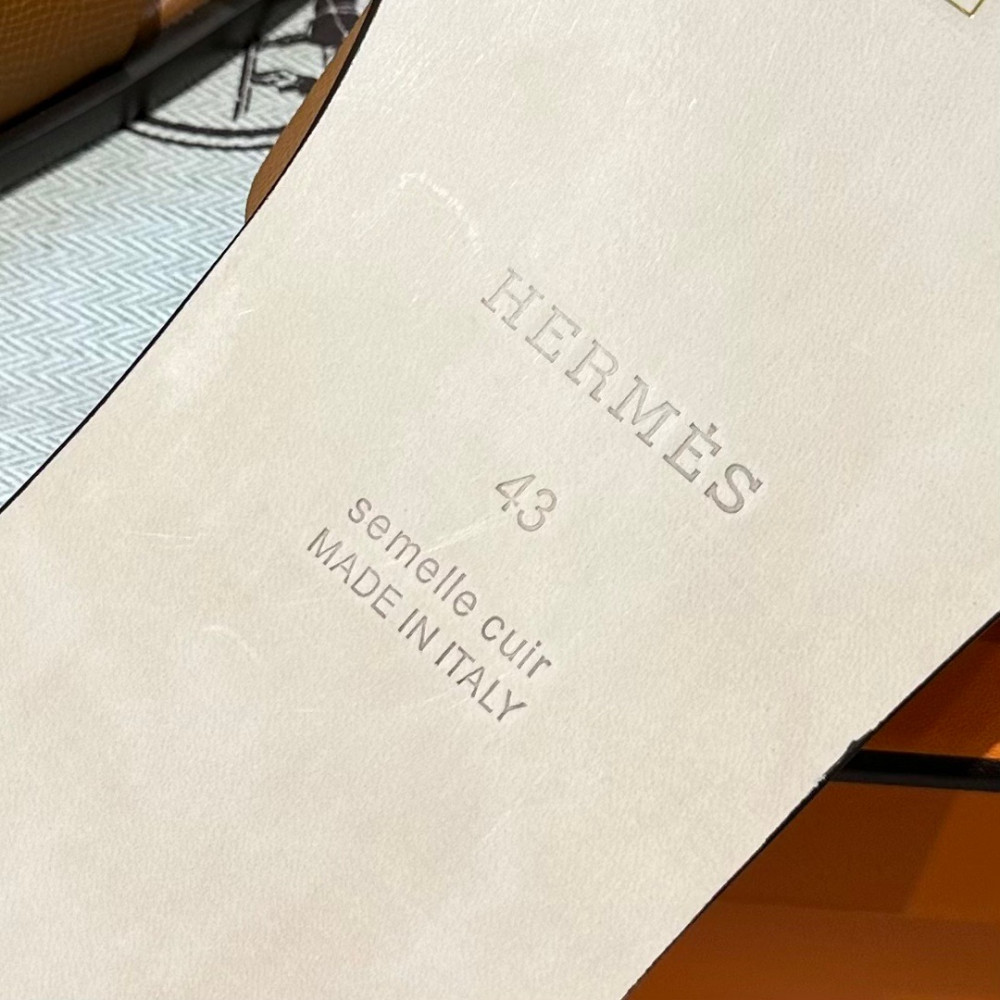 HERMÈS
43
semelle cuir
MADE IN ITALY